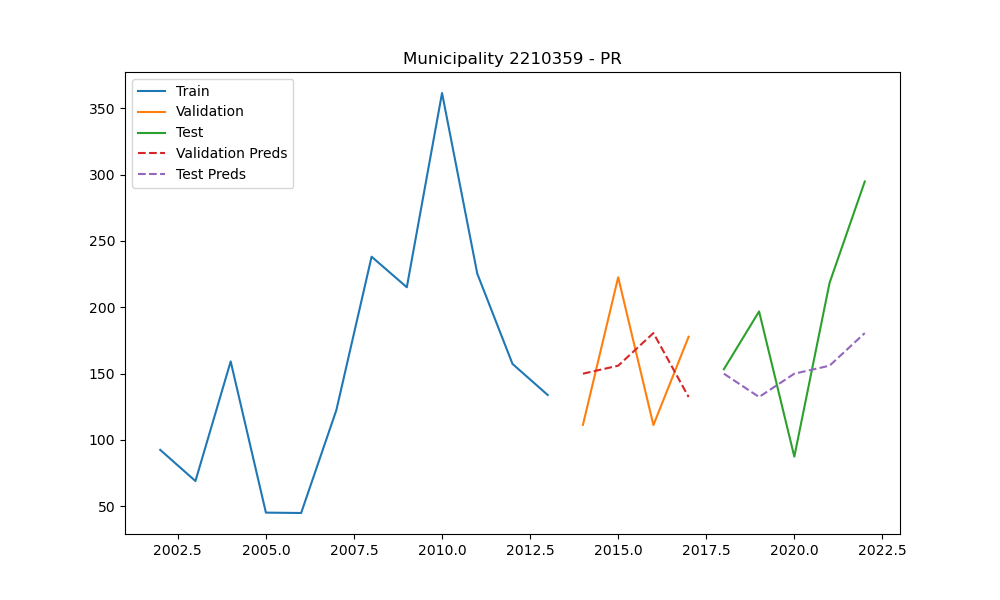 Municipality 2210359 - PR
Train
Validation
Test
Validation Preds
Test Preds
350
300
250
200
150
100
50
2002.5 2005.0 2007.5 2010.0 2012.5 2015.0 2017.5 2020.0 2022.5